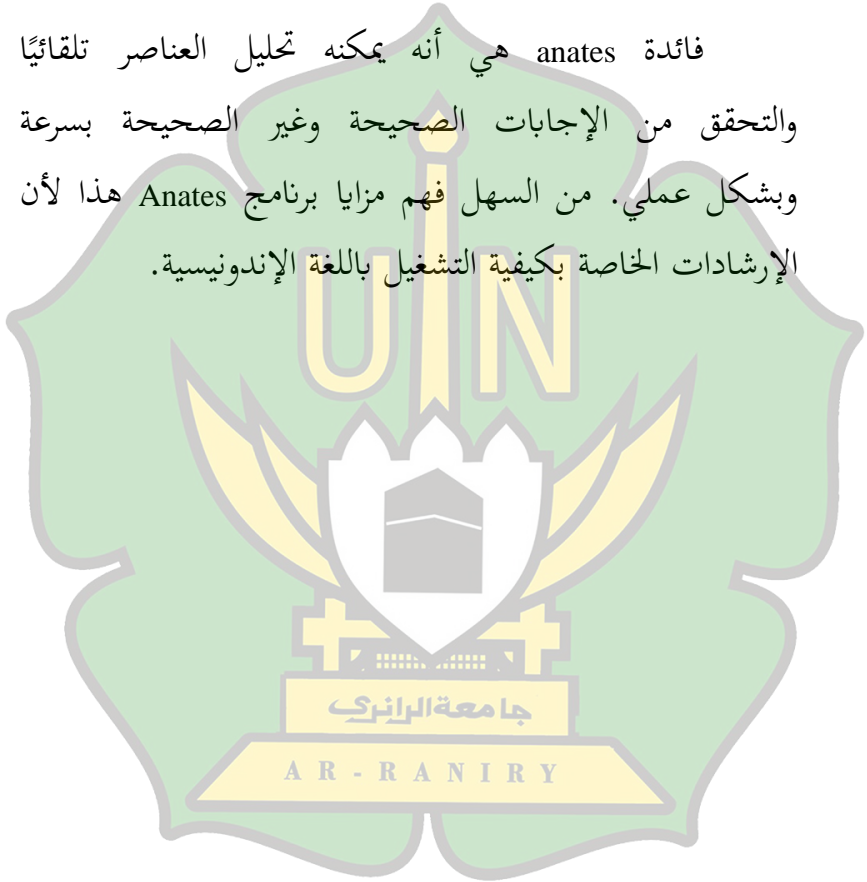 فائدة anates هي أنه يمكنه تحليل العناصر تلقائيًا
والتحقق من الإجابات الصحيحة وغير الصحيحة بسرعة
وبشكل عملي. من السهل فهم مزايا برنامج Anates هذا لأن
الإرشادات الخاصة بكيفية التشغيل باللغة الإندونيسية.
UIN
جامعة الرانري
AR-RANIRY